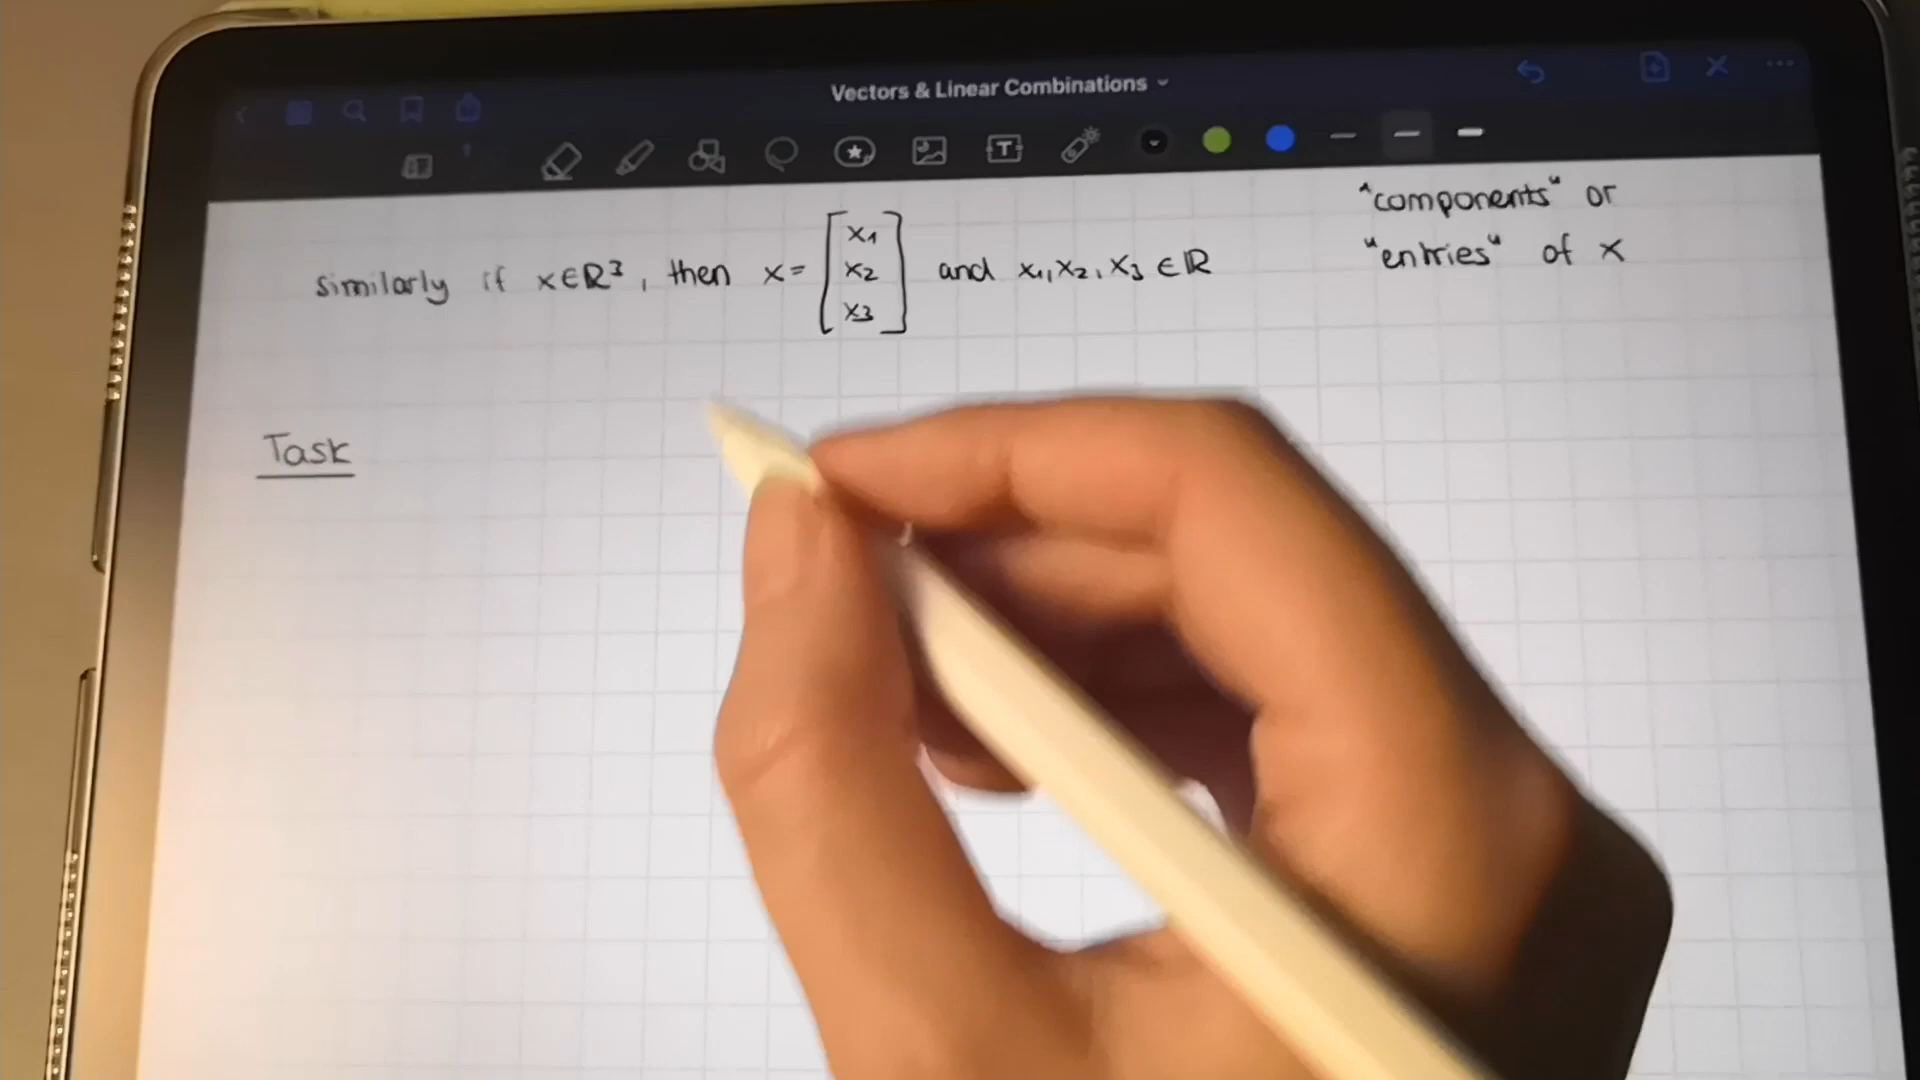 Vectors & Linear Combinations
"components" or
"entries" of x
similarly if x∈ℝ³, then x = [x₁ x₂ x₃] and x₁, x₂, x₃ ∈ℝ
Task